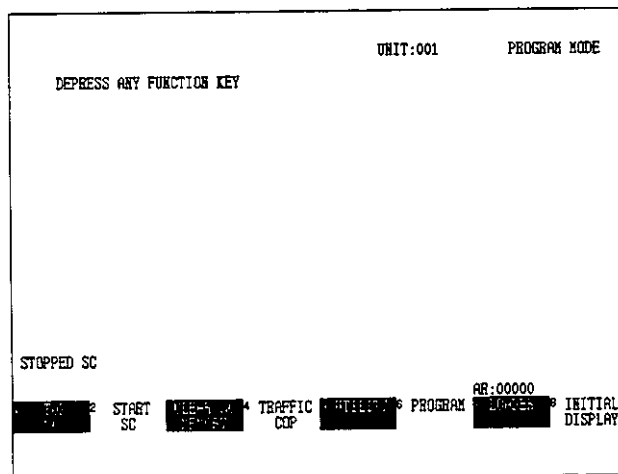 UNIT:001 PROGRAM MODE
DEPRESS ANY FUNCTION KEY
STOPPED SC
AR:00000
2 START SC
4 TRAFFIC COP
6 PROGRAM
8 INITIAL DISPLAY